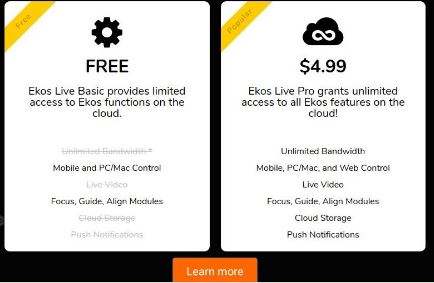 Free
FREE
Ekos Live Basic provides limited
access to Ekos functions on the
cloud.
Unlimited Bandwidth *
Mobile and PC/Mac Control
Live Video
Focus, Guide, Align Modules
Cloud Storage
Push Notifications
Popular
$4.99
Ekos Live Pro grants unlimited
access to all Ekos features on the
cloud!
Unlimited Bandwidth
Mobile, PC/Mac, and Web Control
Live Video
Focus, Guide, Align Modules
Cloud Storage
Push Notifications
Learn more